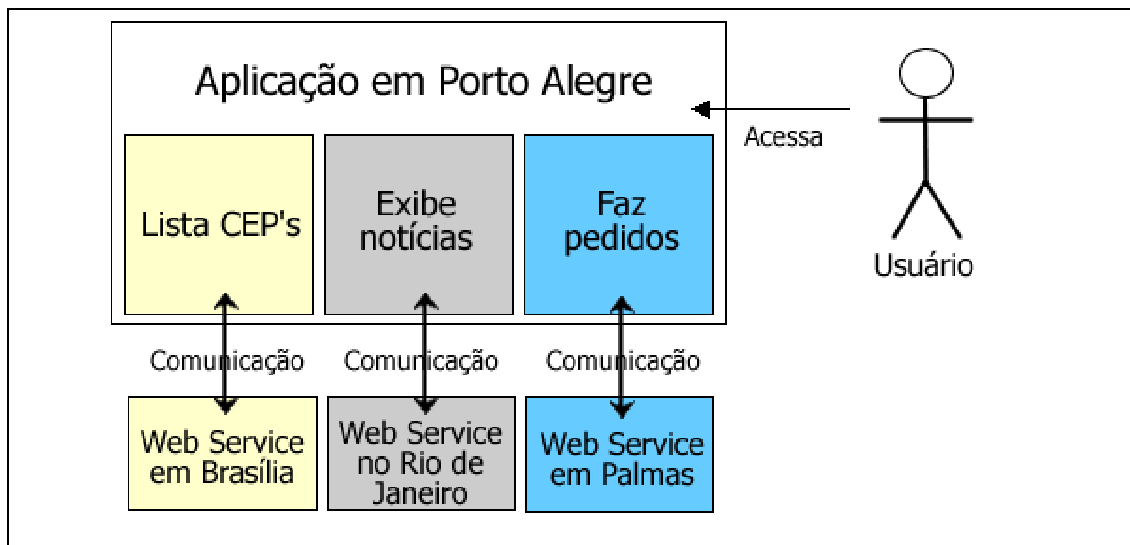 Aplicação em Porto Alegre
Acessa
Lista CEP's
Exibe
notícias
Faz
pedidos
Usuário
Comunicação
Comunicação
Comunicação
Web Service
em Brasília
Web Service
no Rio de
Janeiro
Web Service
em Palmas